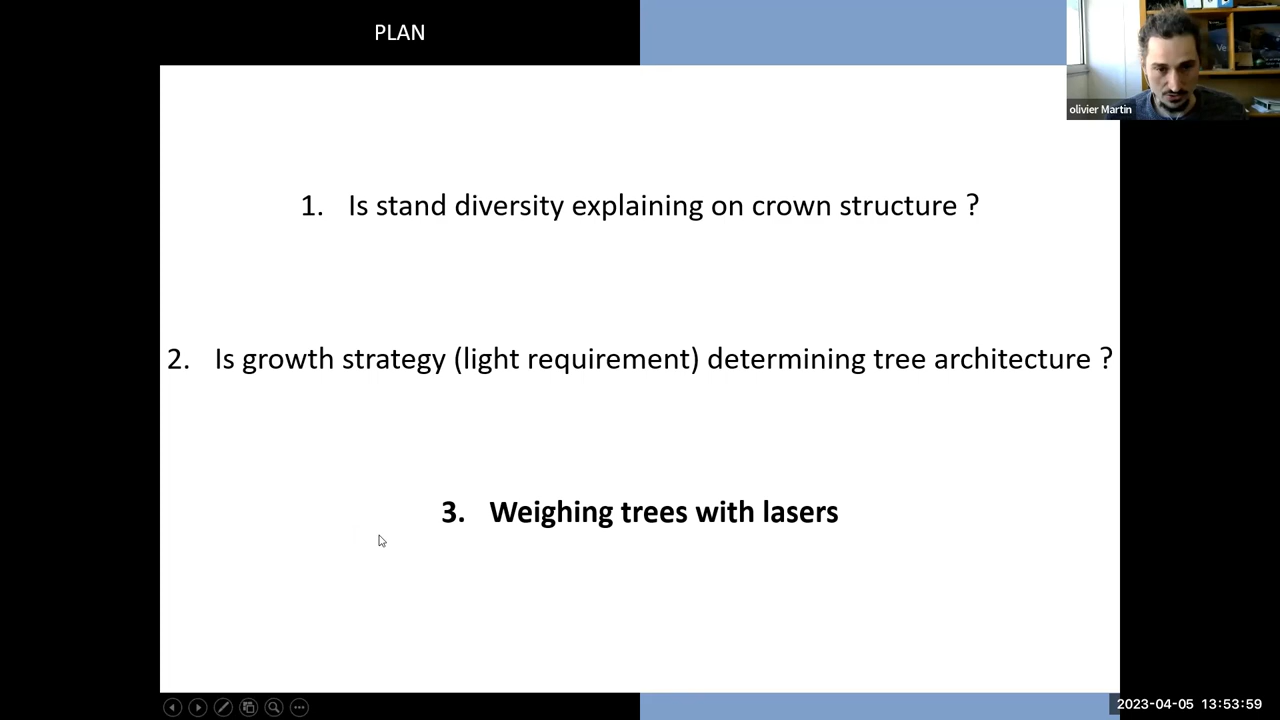 PLAN
olivier Martin
1. Is stand diversity explaining on crown structure ?
2. Is growth strategy (light requirement) determining tree architecture ?
3. Weighing trees with lasers
2023-04-05 13:53:59